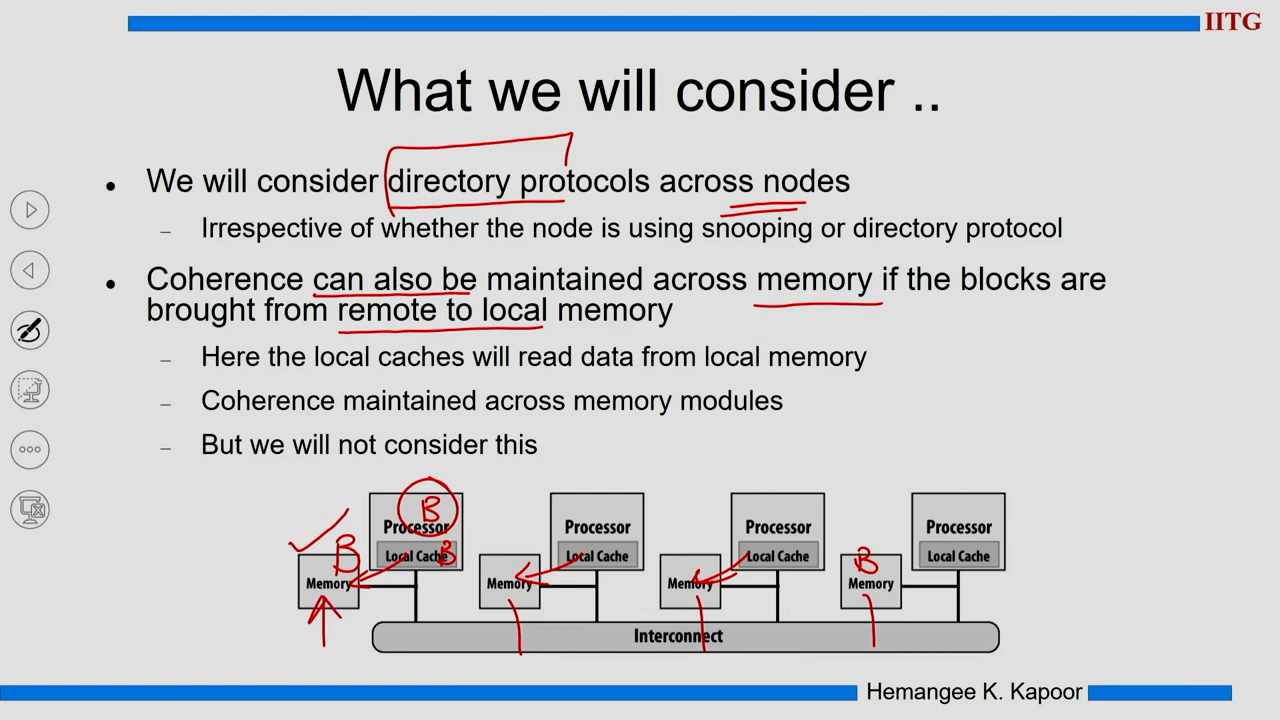 IITG
What we will consider ..
• We will consider directory protocols across nodes
– Irrespective of whether the node is using snooping or directory protocol
• Coherence can also be maintained across memory if the blocks are
brought from remote to local memory
– Here the local caches will read data from local memory
– Coherence maintained across memory modules
– But we will not consider this
B
Processor Processor Processor Processor
B Local Cache B Local Cache Local Cache B Local Cache
Memory Memory Memory Memory
Interconnect
Hemangee K. Kapoor